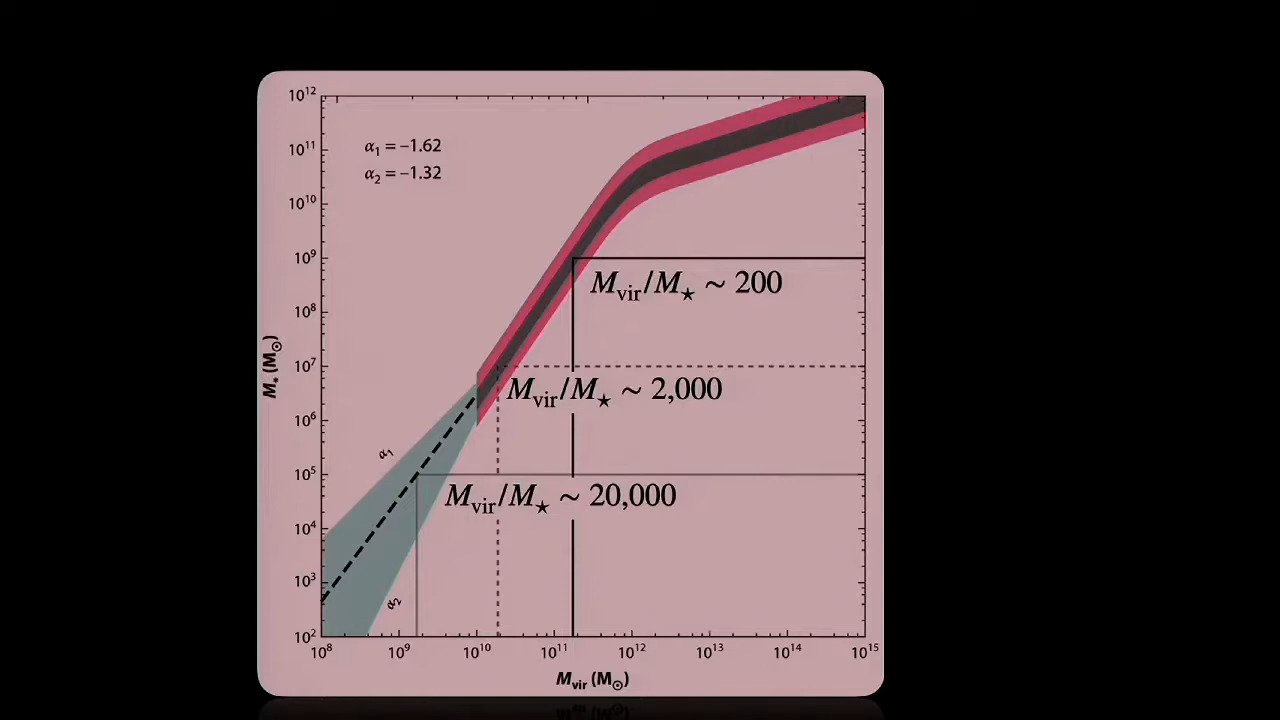 10¹²
α₁ = –1.62
10¹¹
α₂ = –1.32
10¹⁰
10⁹
M_vir/M_★ ∼ 200
10⁸
M_* (M_⊙)
10⁷
M_vir/M_★ ∼ 2,000
10⁶
α₁
10⁵
M_vir/M_★ ∼ 20,000
10⁴
10³
α₂
10²
10⁸ 10⁹ 10¹⁰ 10¹¹ 10¹² 10¹³ 10¹⁴ 10¹⁵
M_vir (M_⊙)